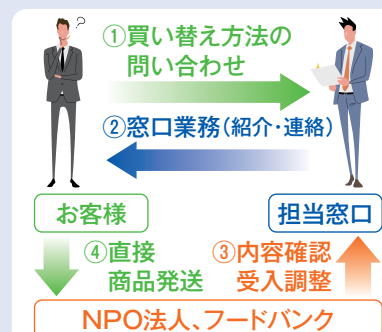 ?
①買い替え方法の
問い合わせ
②窓口業務(紹介･連絡)
お客様
担当窓口
④直接
商品発送
③内容確認
受入調整
NPO法人、フードバンク